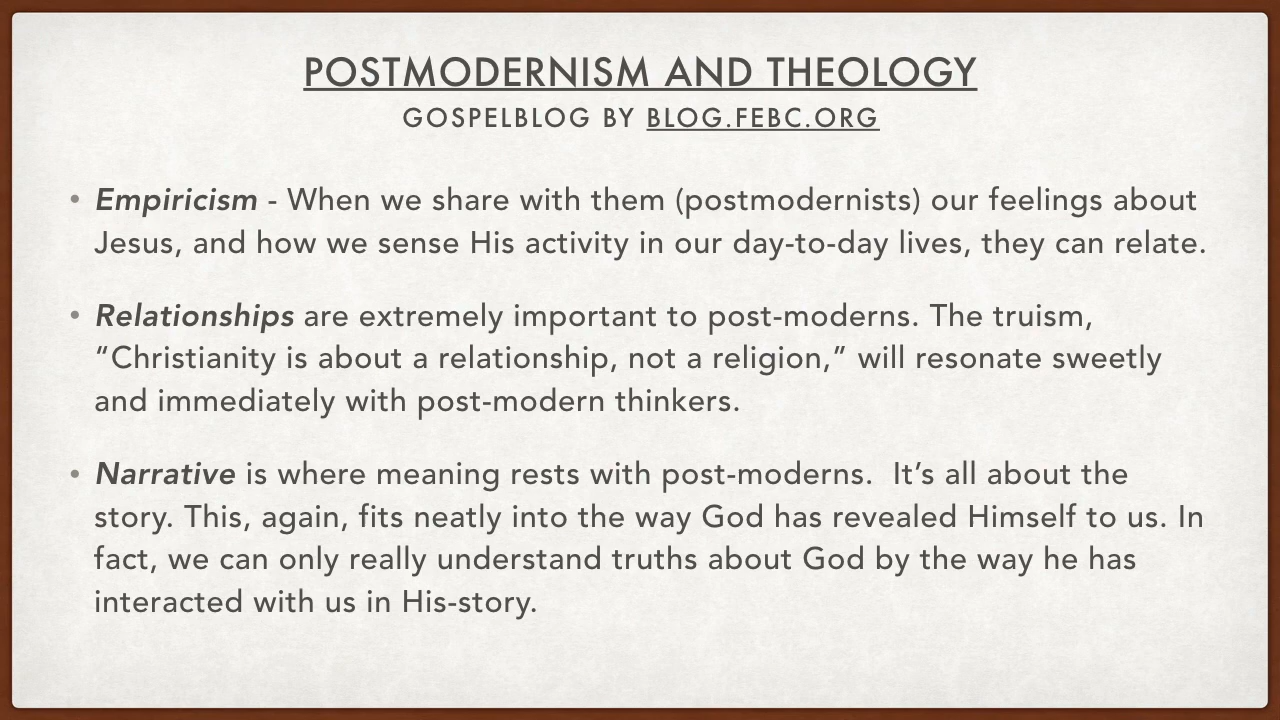 POSTMODERNISM AND THEOLOGY
GOSPELBLOG BY BLOG.FEBC.ORG
• Empiricism - When we share with them (postmodernists) our feelings about
Jesus, and how we sense His activity in our day-to-day lives, they can relate.
• Relationships are extremely important to post-moderns. The truism,
“Christianity is about a relationship, not a religion,” will resonate sweetly
and immediately with post-modern thinkers.
• Narrative is where meaning rests with post-moderns.  It’s all about the
story. This, again, fits neatly into the way God has revealed Himself to us. In
fact, we can only really understand truths about God by the way he has
interacted with us in His-story.